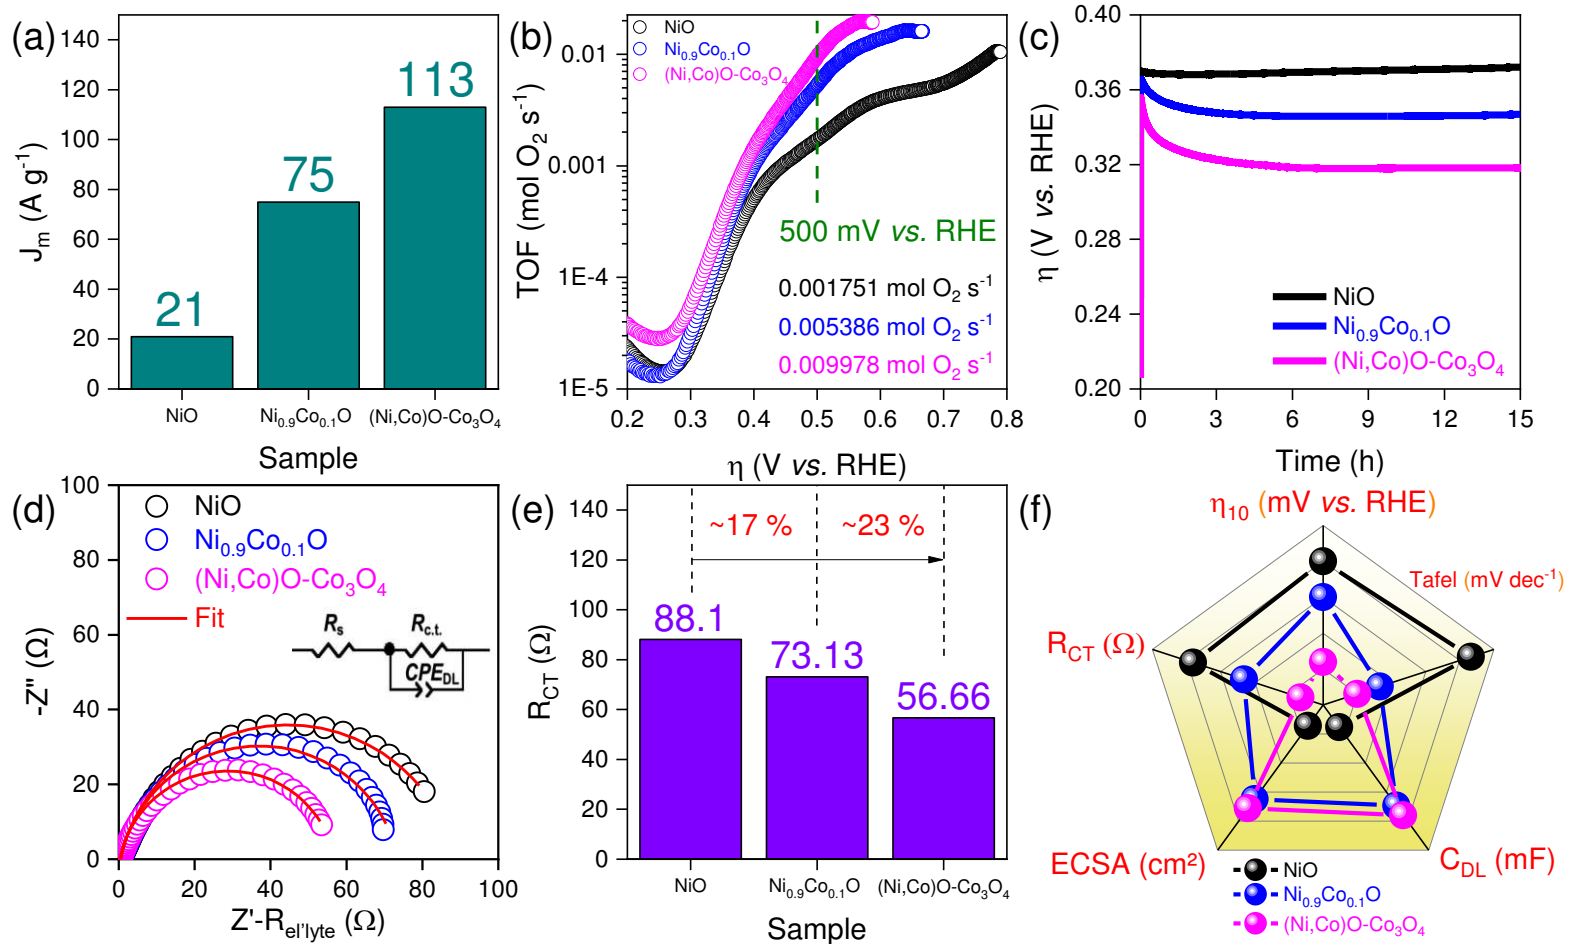 (a)
J_m (A g⁻¹)
140
120
100
80
60
40
20
0
21
75
113
NiO
Ni₀.₉Co₀.₁O
(Ni,Co)O-Co₃O₄
Sample
(b)
TOF (mol O₂ s⁻¹)
0.01
0.001
1E-4
1E-5
NiO
Ni₀.₉Co₀.₁O
(Ni,Co)O-Co₃O₄
500 mV vs. RHE
0.001751 mol O₂ s⁻¹
0.005386 mol O₂ s⁻¹
0.009978 mol O₂ s⁻¹
0.2 0.3 0.4 0.5 0.6 0.7 0.8
η (V vs. RHE)
(c)
η (V vs. RHE)
0.40
0.36
0.32
0.28
0.24
0.20
NiO
Ni₀.₉Co₀.₁O
(Ni,Co)O-Co₃O₄
0 3 6 9 12 15
Time (h)
(d)
-Z'' (Ω)
100
80
60
40
20
0
NiO
Ni₀.₉Co₀.₁O
(Ni,Co)O-Co₃O₄
Fit
R_s
R_c.t.
CPE_DL
0 20 40 60 80 100
Z'-R_el'lyte (Ω)
(e)
R_CT (Ω)
140
120
100
80
60
40
20
0
~17 %
~23 %
88.1
73.13
56.66
NiO
Ni₀.₉Co₀.₁O
(Ni,Co)O-Co₃O₄
Sample
(f)
η₁₀ (mV vs. RHE)
Tafel (mV dec⁻¹)
R_CT (Ω)
ECSA (cm²)
C_DL (mF)
NiO
Ni₀.₉Co₀.₁O
(Ni,Co)O-Co₃O₄